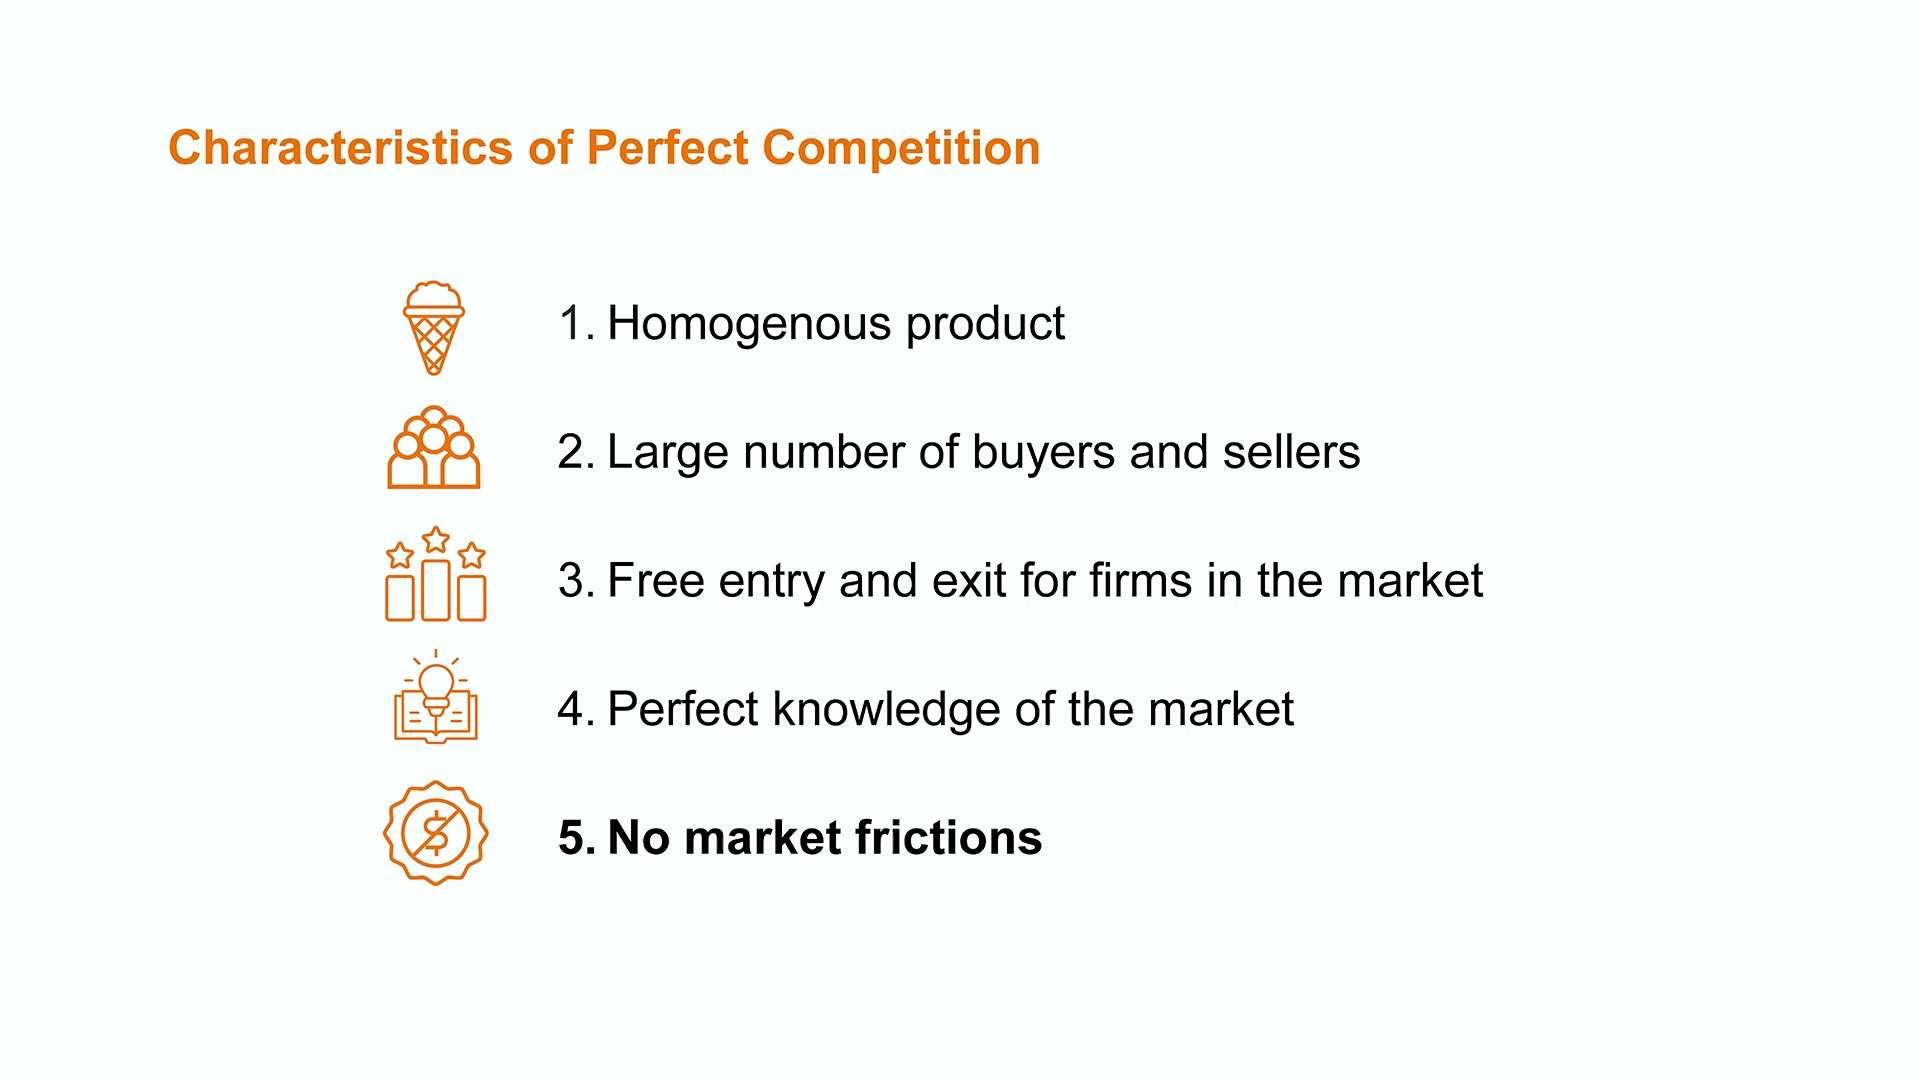 Characteristics of Perfect Competition
1. Homogenous product
2. Large number of buyers and sellers
3. Free entry and exit for firms in the market
4. Perfect knowledge of the market
5. No market frictions